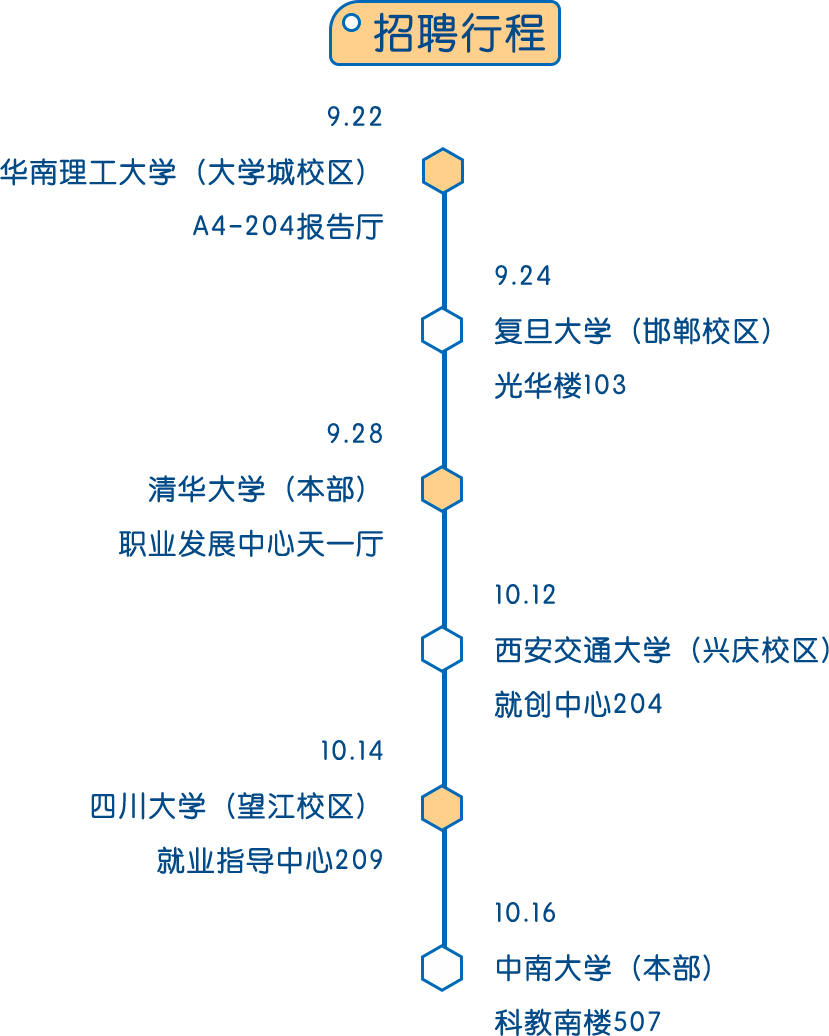 招聘行程
9.22
华南理工大学（大学城校区）
A4-204报告厅
9.24
复旦大学（邯郸校区）
光华楼103
9.28
清华大学（本部）
职业发展中心天一厅
10.12
西安交通大学（兴庆校区）
就创中心204
10.14
四川大学（望江校区）
就业指导中心209
10.16
中南大学（本部）
科教南楼507